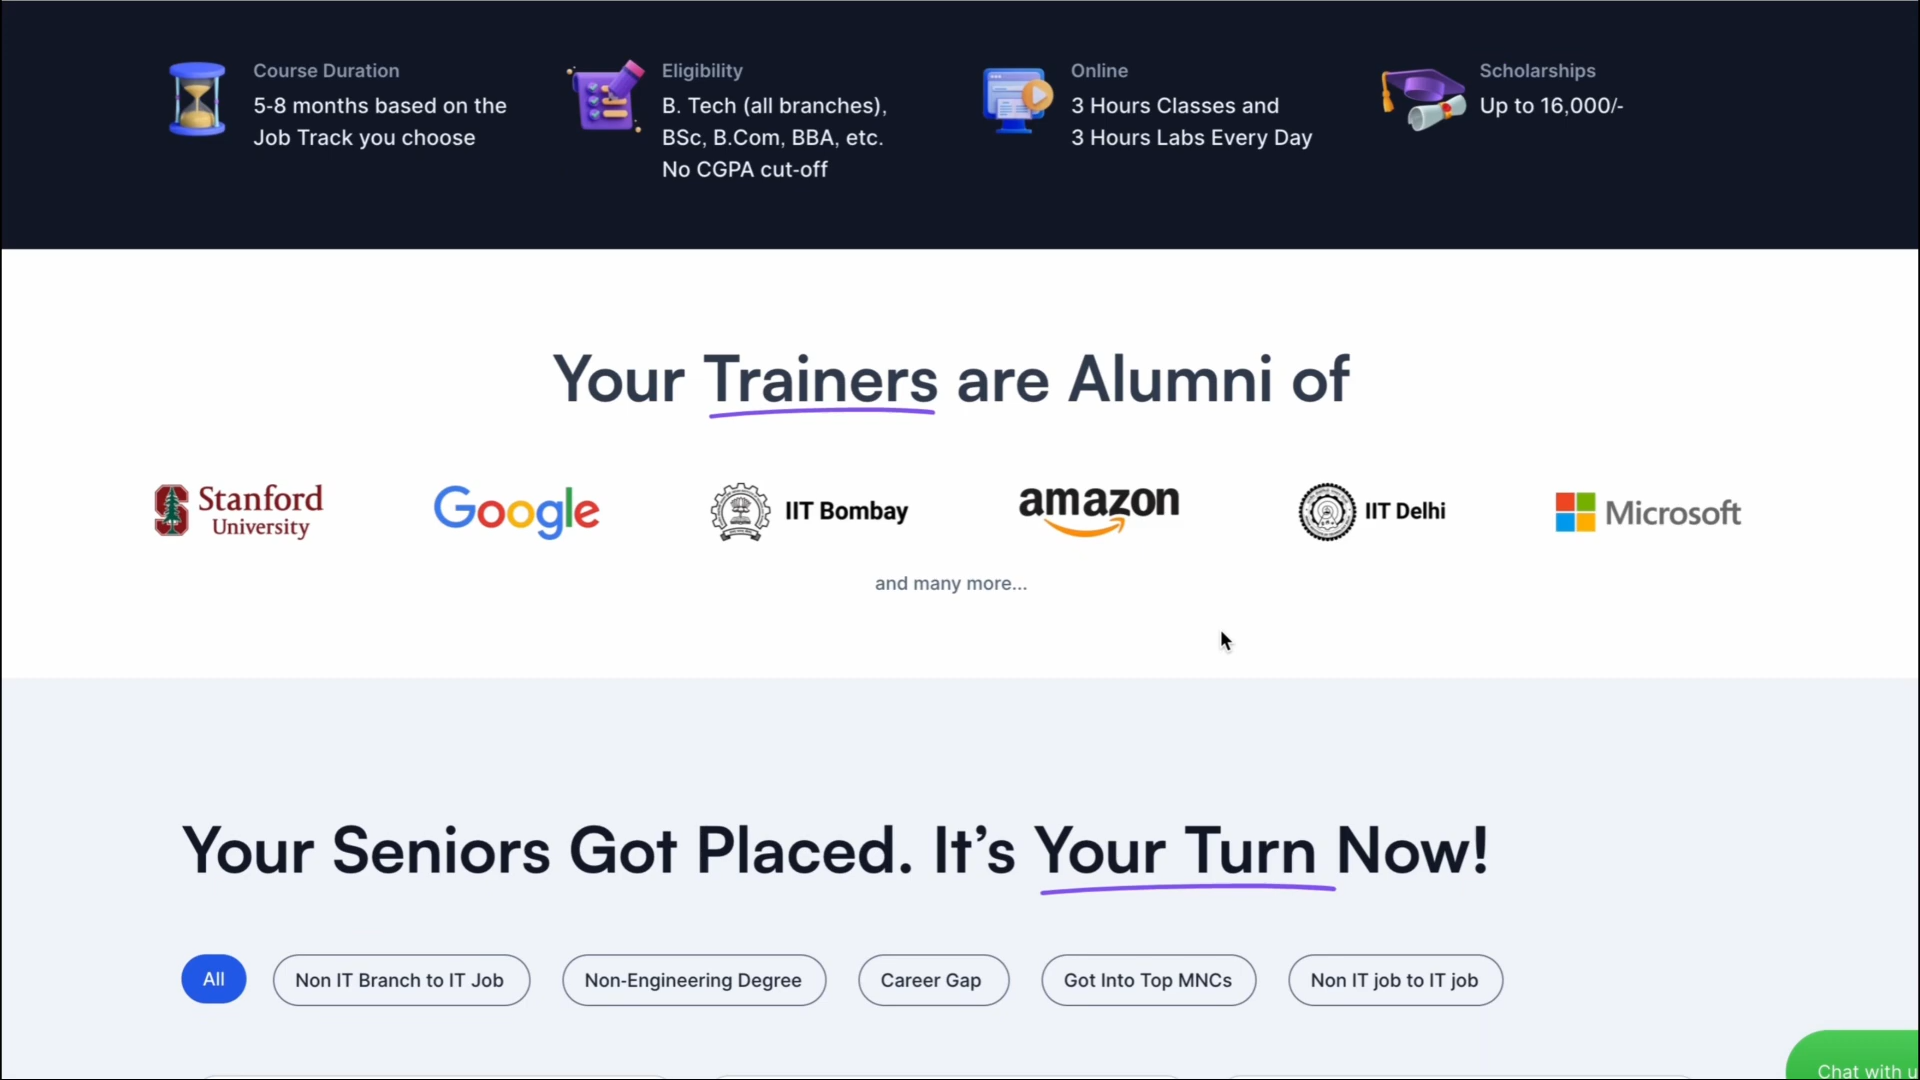 Course Duration
5-8 months based on the
Job Track you choose
Eligibility
B. Tech (all branches),
BSc, B.Com, BBA, etc.
No CGPA cut-off
Online
3 Hours Classes and
3 Hours Labs Every Day
Scholarships
Up to 16,000/-
Your Trainers are Alumni of
Stanford
University
Google
IIT Bombay
amazon
IIT Delhi
Microsoft
and many more...
Your Seniors Got Placed. It’s Your Turn Now!
All
Non IT Branch to IT Job
Non-Engineering Degree
Career Gap
Got Into Top MNCs
Non IT job to IT job
Chat with u